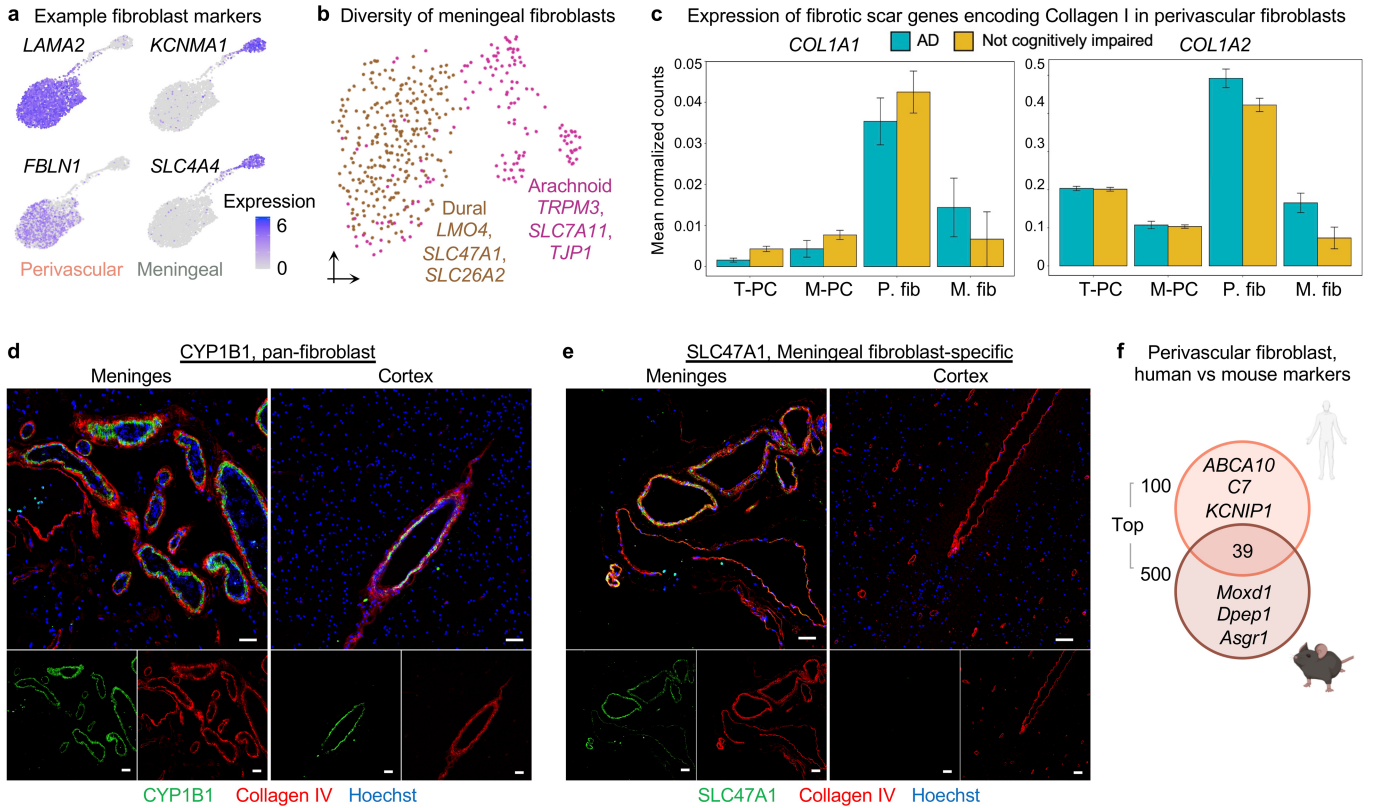 a Example fibroblast markers
LAMA2 KCNMA1
FBLN1 SLC4A4
Expression
6
0
Perivascular Meningeal
b Diversity of meningeal fibroblasts
Dural
LMO4,
SLC47A1,
SLC26A2
Arachnoid
TRPM3,
SLC7A11,
TJP1
c Expression of fibrotic scar genes encoding Collagen I in perivascular fibroblasts
COL1A1 AD Not cognitively impaired COL1A2
Mean normalized counts
0.05
0.04
0.03
0.02
0.01
0
T-PC M-PC P. fib M. fib
0.5
0.4
0.3
0.2
0.1
0
T-PC M-PC P. fib M. fib
d CYP1B1, pan-fibroblast
Meninges Cortex
CYP1B1 Collagen IV Hoechst
e SLC47A1, Meningeal fibroblast-specific
Meninges Cortex
SLC47A1 Collagen IV Hoechst
f Perivascular fibroblast,
human vs mouse markers
100
Top
500
ABCA10
C7
KCNIP1
39
Moxd1
Dpep1
Asgr1